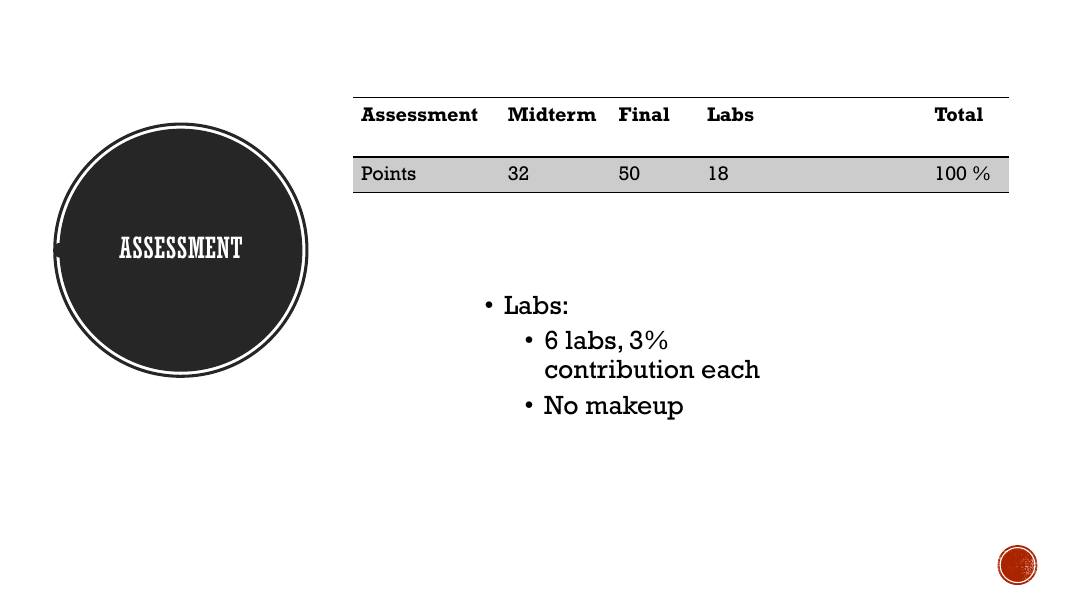 ASSESSMENT
Assessment Midterm Final Labs Total
Points 32 50 18 100 %
• Labs:
• 6 labs, 3%
contribution each
• No makeup